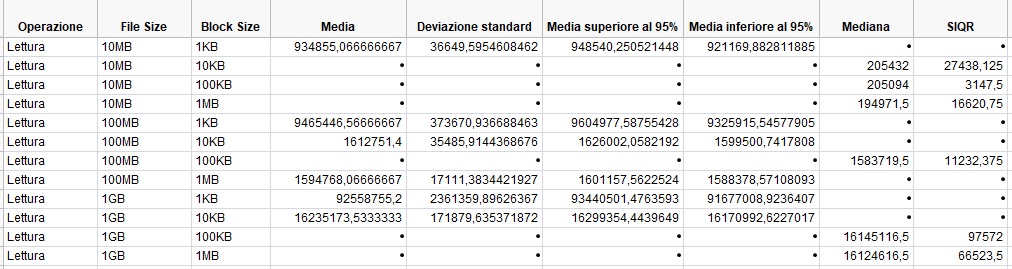 Operazione File Size Block Size Media Deviazione standard Media superiore al 95% Media inferiore al 95% Mediana SIQR
Lettura 10MB 1KB 934855,066666667 36649,5954608462 948540,250521448 921169,882811885 • •
Lettura 10MB 10KB • • • • 205432 27438,125
Lettura 10MB 100KB • • • • 205094 3147,5
Lettura 10MB 1MB • • • • 194971,5 16620,75
Lettura 100MB 1KB 9465446,56666667 373670,936688463 9604977,58755428 9325915,54577905 • •
Lettura 100MB 10KB 1612751,4 35485,9144368676 1626002,0582192 1599500,7417808 • •
Lettura 100MB 100KB • • • • 1583719,5 11232,375
Lettura 100MB 1MB 1594768,06666667 17111,3834421927 1601157,5622524 1588378,57108093 • •
Lettura 1GB 1KB 92558755,2 2361359,89626367 93440501,4763593 91677008,9236407 • •
Lettura 1GB 10KB 16235173,5333333 171879,635371872 16299354,4439649 16170992,6227017 • •
Lettura 1GB 100KB • • • • 16145116,5 97572
Lettura 1GB 1MB • • • • 16124616,5 66523,5